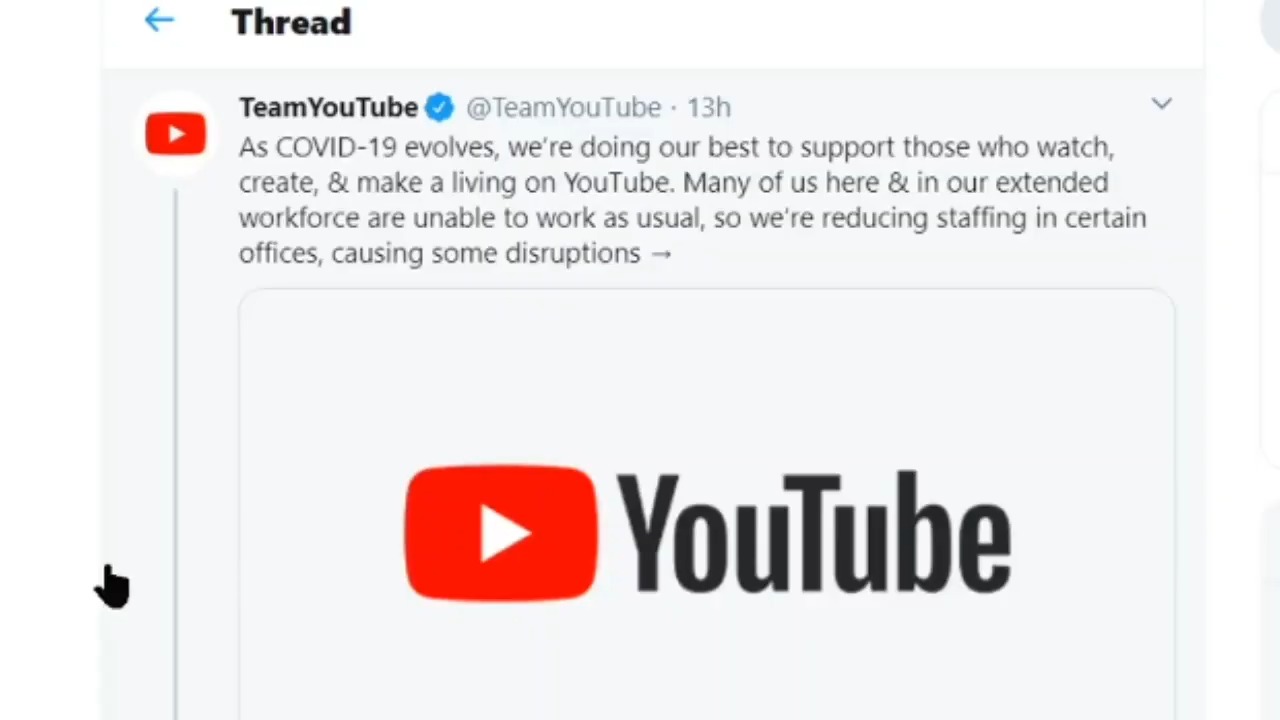 Thread
TeamYouTube @TeamYouTube · 13h
As COVID-19 evolves, we're doing our best to support those who watch,
create, & make a living on YouTube. Many of us here & in our extended
workforce are unable to work as usual, so we're reducing staffing in certain
offices, causing some disruptions →
YouTube